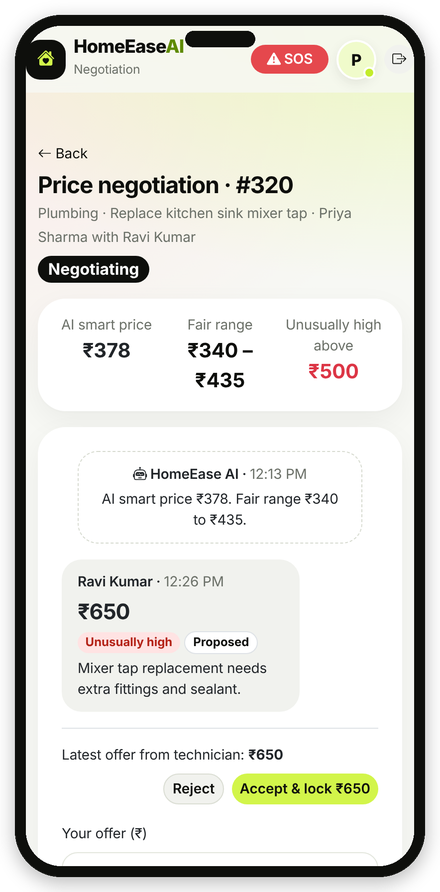 HomeEaseAI
Negotiation
SOS
P
← Back
Price negotiation · #320
Plumbing · Replace kitchen sink mixer tap · Priya
Sharma with Ravi Kumar
Negotiating
AI smart price
₹378
Fair range
₹340 –
₹435
Unusually high
above
₹500
HomeEase AI · 12:13 PM
AI smart price ₹378. Fair range ₹340
to ₹435.
Ravi Kumar · 12:26 PM
₹650
Unusually high Proposed
Mixer tap replacement needs
extra fittings and sealant.
Latest offer from technician: ₹650
Reject Accept & lock ₹650
Your offer (₹)